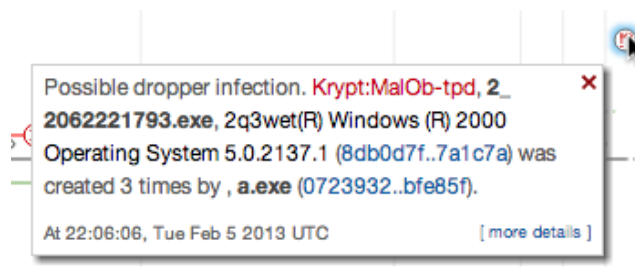 Possible dropper infection. Krypt:MalOb-tpd, 2_
2062221793.exe, 2q3wet(R) Windows (R) 2000
Operating System 5.0.2137.1 (8db0d7f..7a1c7a) was
created 3 times by , a.exe (0723932..bfe85f).
At 22:06:06, Tue Feb 5 2013 UTC [ more details ]